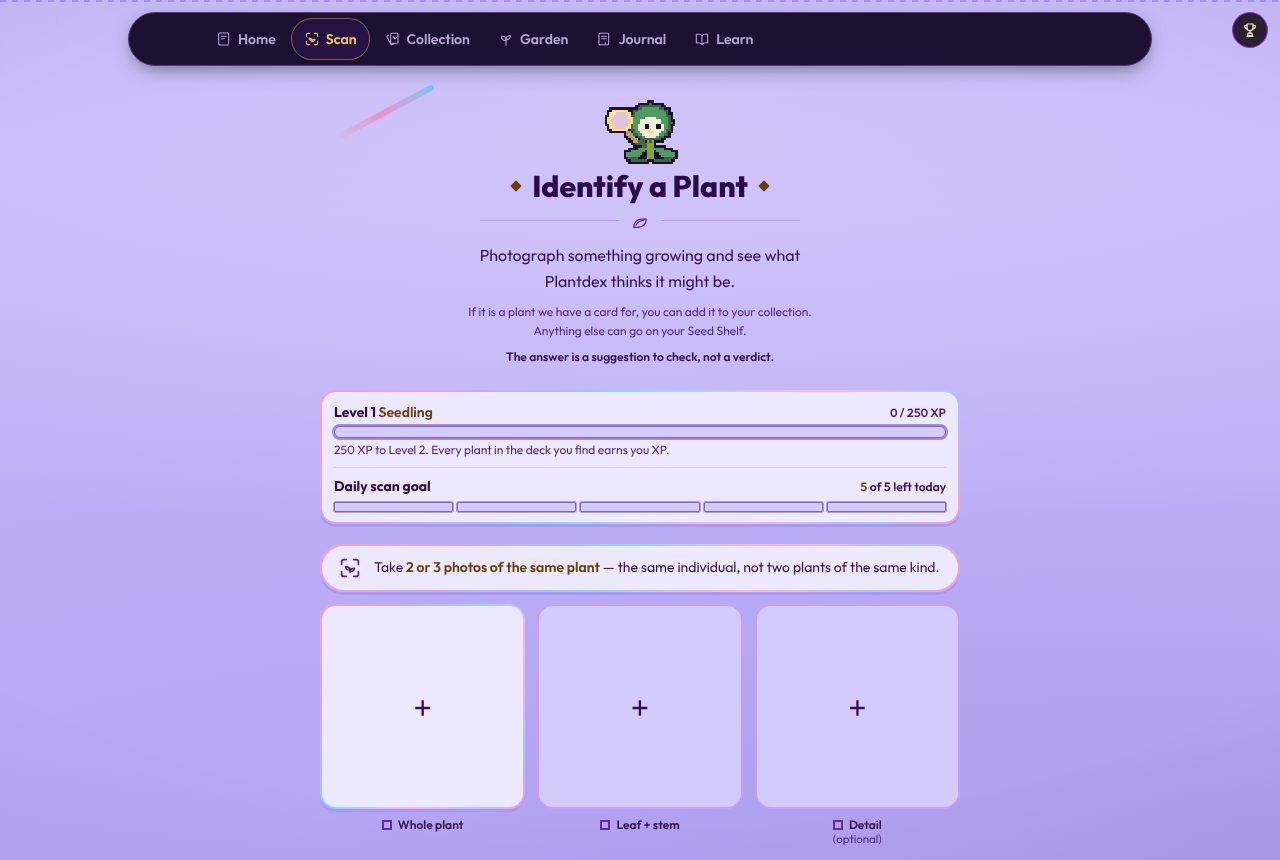 Home
Scan
Collection
Garden
Journal
Learn
Identify a Plant
Photograph something growing and see what
Plantdex thinks it might be.
If it is a plant we have a card for, you can add it to your collection.
Anything else can go on your Seed Shelf.
The answer is a suggestion to check, not a verdict.
Level 1 Seedling
0 / 250 XP
250 XP to Level 2. Every plant in the deck you find earns you XP.
Daily scan goal
5 of 5 left today
Take 2 or 3 photos of the same plant — the same individual, not two plants of the same kind.
+
+
+
Whole plant
Leaf + stem
Detail
(optional)